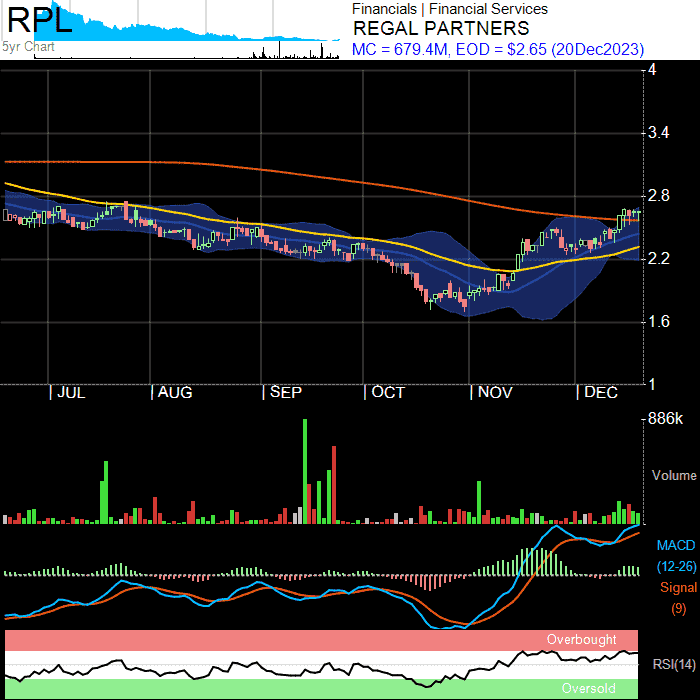 RPL
5yr Chart
Financials | Financial Services
REGAL PARTNERS
MC = 679.4M, EOD = $2.65 (20Dec2023)
4
3.4
2.8
2.2
1.6
1
| JUL | AUG | SEP | OCT | NOV | DEC
886k
Volume
MACD
(12-26)
Signal
(9)
Overbought
RSI(14)
Oversold